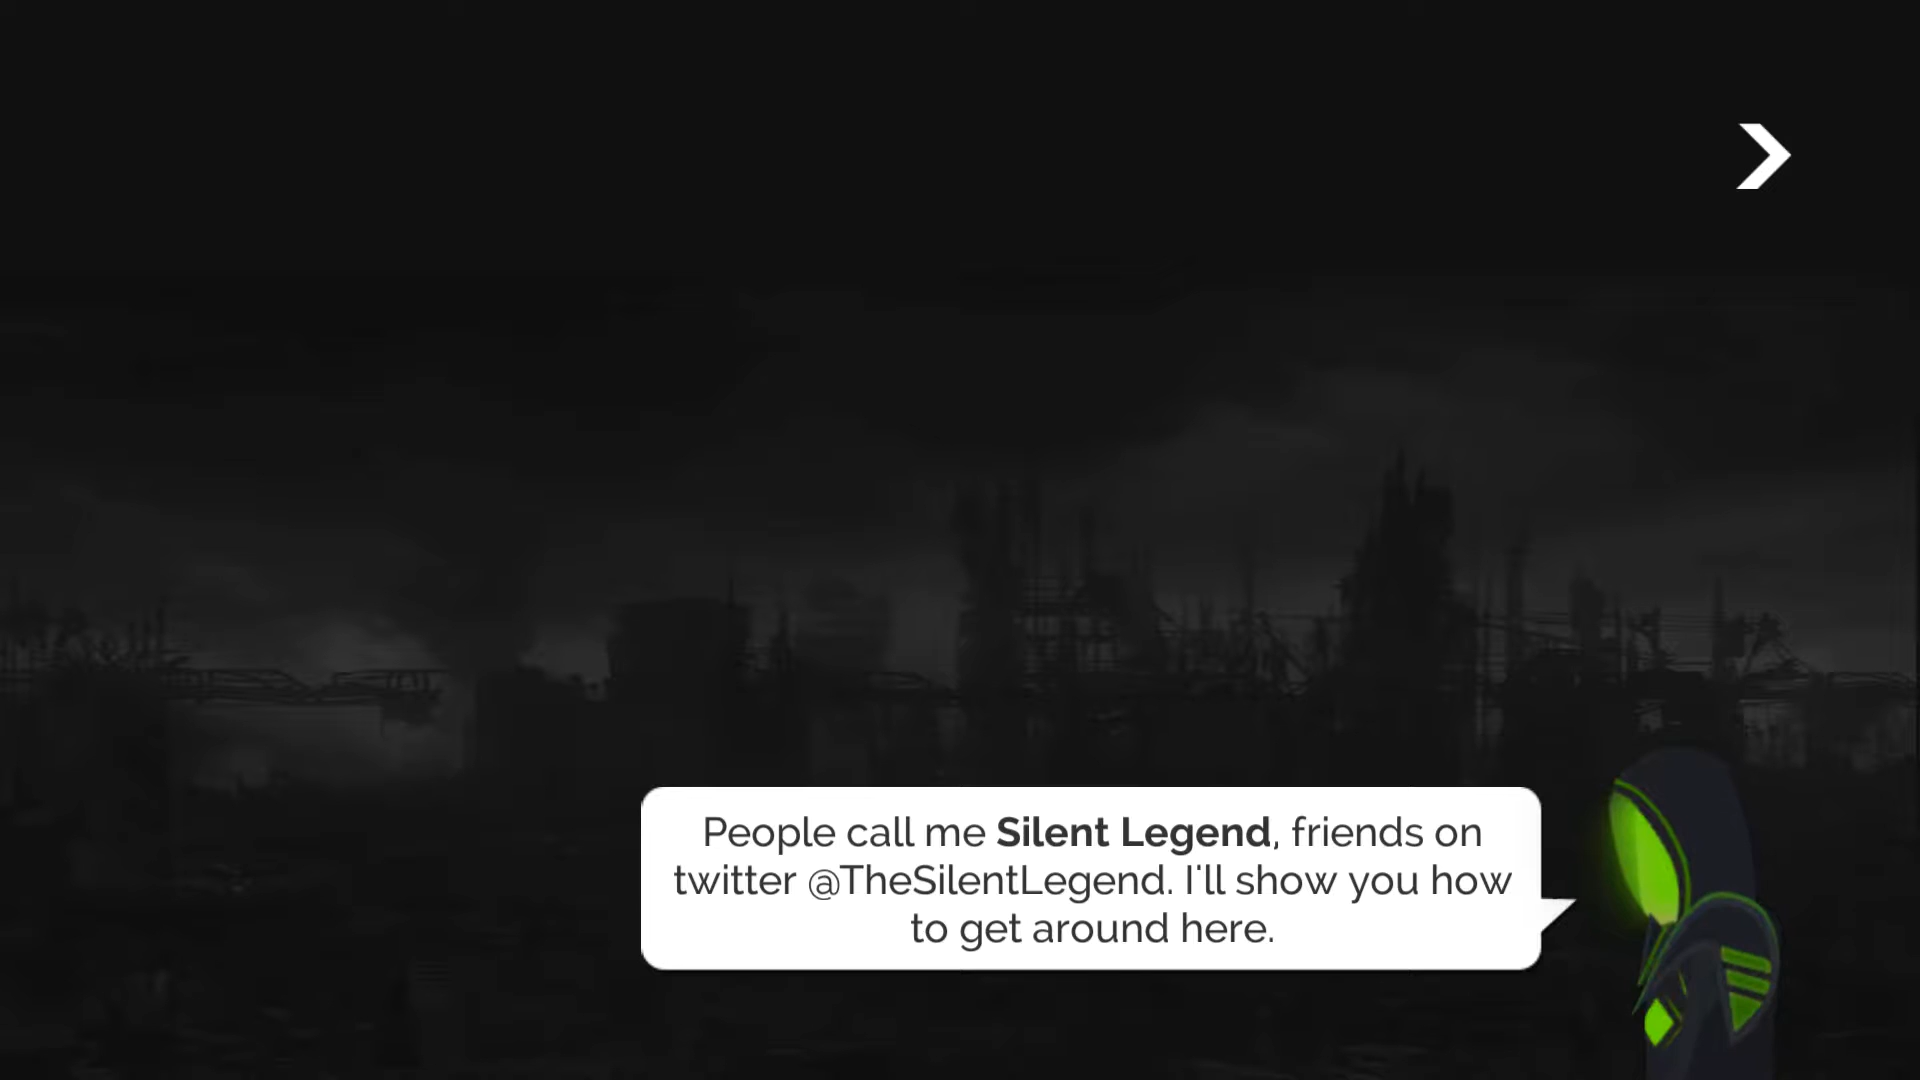 People call me Silent Legend, friends on
twitter @TheSilentLegend. I'll show you how
to get around here.